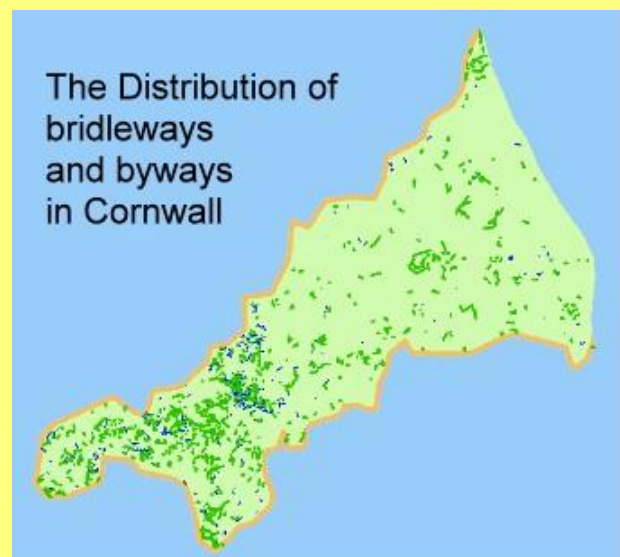 The Distribution of
bridleways
and byways
in Cornwall